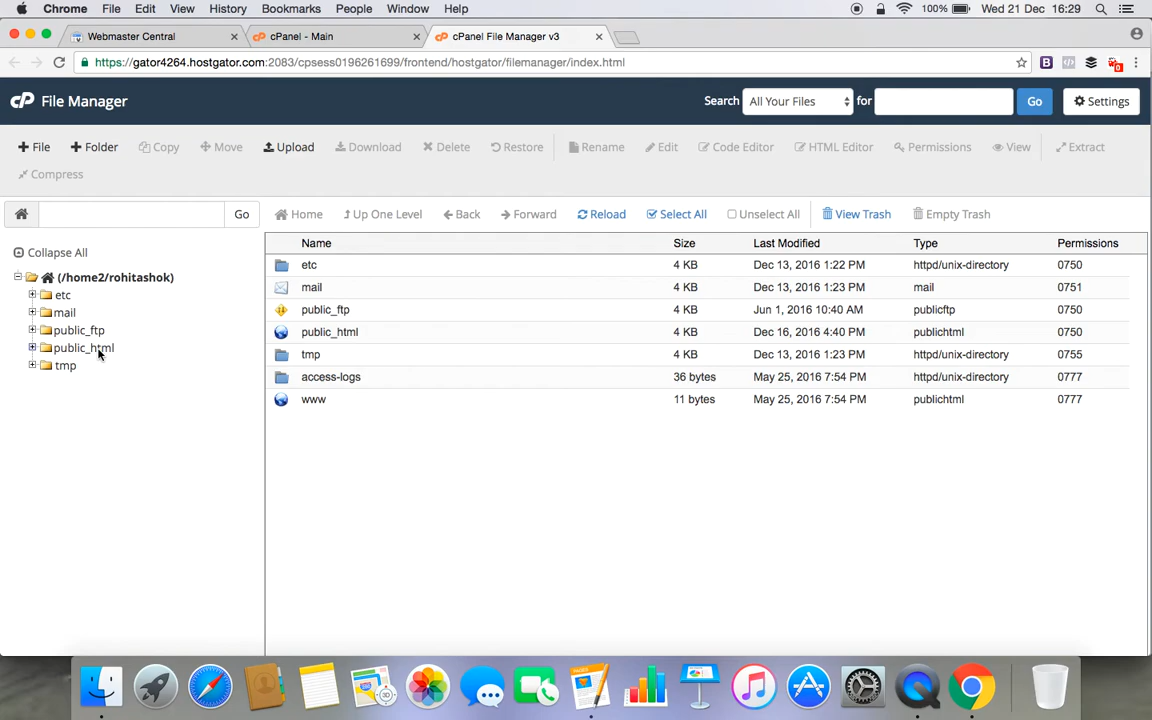 Chrome File Edit View History Bookmarks People Window Help 100% Wed 21 Dec 16:29
Webmaster Central cPanel - Main cPanel File Manager v3
https://gator4264.hostgator.com:2083/cpsess0196261699/frontend/hostgator/filemanager/index.html
cP File Manager Search All Your Files for Go Settings
File Folder Copy Move Upload Download Delete Restore Rename Edit Code Editor HTML Editor Permissions View Extract
Compress
Go Home Up One Level Back Forward Reload Select All Unselect All View Trash Empty Trash
Collapse All
(/home2/rohitashok)
etc
mail
public_ftp
public_html
tmp
Name Size Last Modified Type Permissions
etc 4 KB Dec 13, 2016 1:22 PM httpd/unix-directory 0750
mail 4 KB Dec 13, 2016 1:23 PM mail 0751
public_ftp 4 KB Jun 1, 2016 10:40 AM publicftp 0750
public_html 4 KB Dec 16, 2016 4:40 PM publichtml 0750
tmp 4 KB Dec 13, 2016 1:23 PM httpd/unix-directory 0755
access-logs 36 bytes May 25, 2016 7:54 PM httpd/unix-directory 0777
www 11 bytes May 25, 2016 7:54 PM publichtml 0777